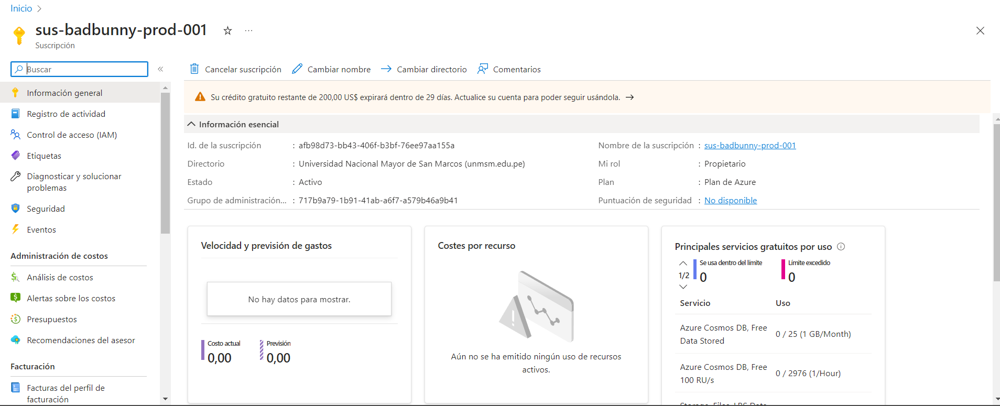 Inicio
sus-badbunny-prod-001
Suscripción
Buscar
Cancelar suscripción
Cambiar nombre
Cambiar directorio
Comentarios
Información general
Registro de actividad
Control de acceso (IAM)
Etiquetas
Diagnosticar y solucionar
problemas
Seguridad
Eventos
Administración de costos
Análisis de costos
Alertas sobre los costos
Presupuestos
Recomendaciones del asesor
Facturación
Facturas del perfil de
facturación
Su crédito gratuito restante de 200,00 US$ expirará dentro de 29 días. Actualice su cuenta para poder seguir usándola.
Información esencial
Id. de la suscripción : afb98d73-bb43-406f-b3bf-76ee97aa155a
Directorio : Universidad Nacional Mayor de San Marcos (unmsm.edu.pe)
Estado : Activo
Grupo de administración... : 717b9a79-1b91-41ab-a6f7-a579b46a9b41
Nombre de la suscripción : sus-badbunny-prod-001
Mi rol : Propietario
Plan : Plan de Azure
Puntuación de seguridad : No disponible
Velocidad y previsión de gastos
No hay datos para mostrar.
Costo actual
0,00
Previsión
0,00
Costes por recurso
Aún no se ha emitido ningún uso de recursos
activos.
Principales servicios gratuitos por uso
1/2
Se usa dentro del límite
0
Límite excedido
0
Servicio Uso
Azure Cosmos DB, Free
Data Stored
0 / 25 (1 GB/Month)
Azure Cosmos DB, Free
100 RU/s
0 / 2976 (1/Hour)